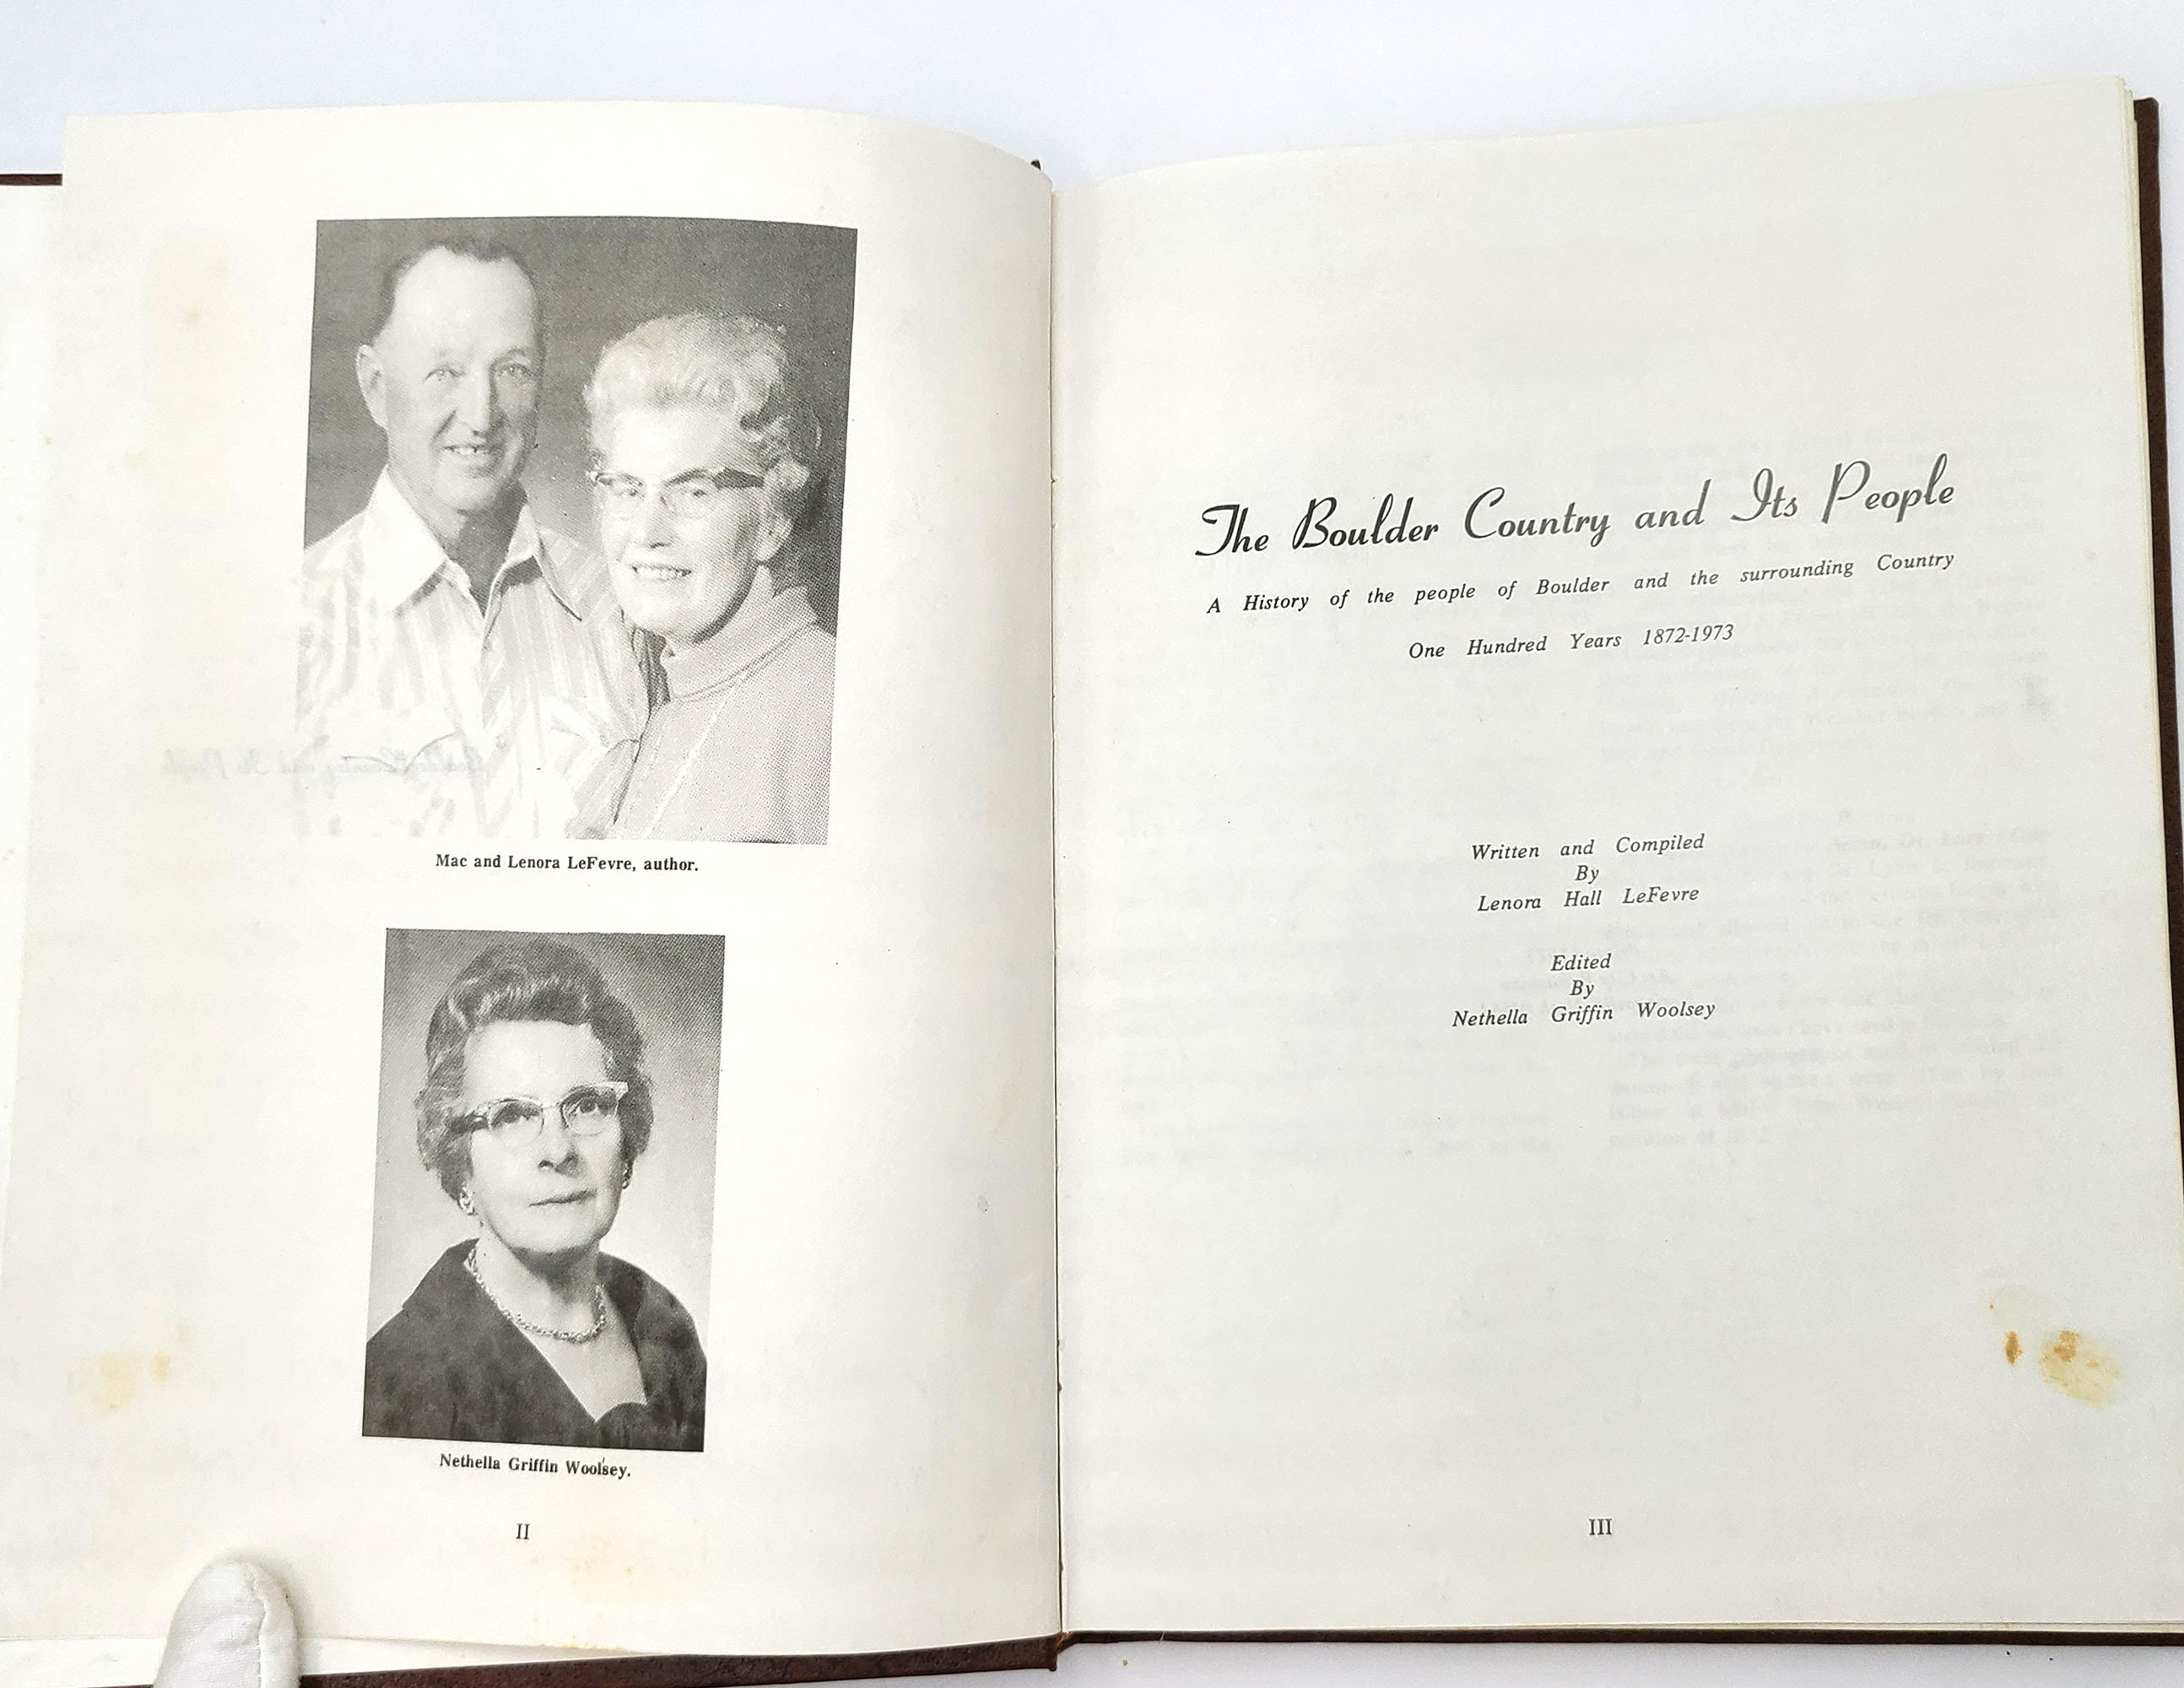 Mac and Lenora LeFevre, author.
Nethella Griffin Woolsey.
II
The Boulder Country and Its People
A History of the people of Boulder and the surrounding Country
One Hundred Years 1872-1973
Written and Compiled
By
Lenora Hall LeFevre
Edited
By
Nethella Griffin Woolsey
III